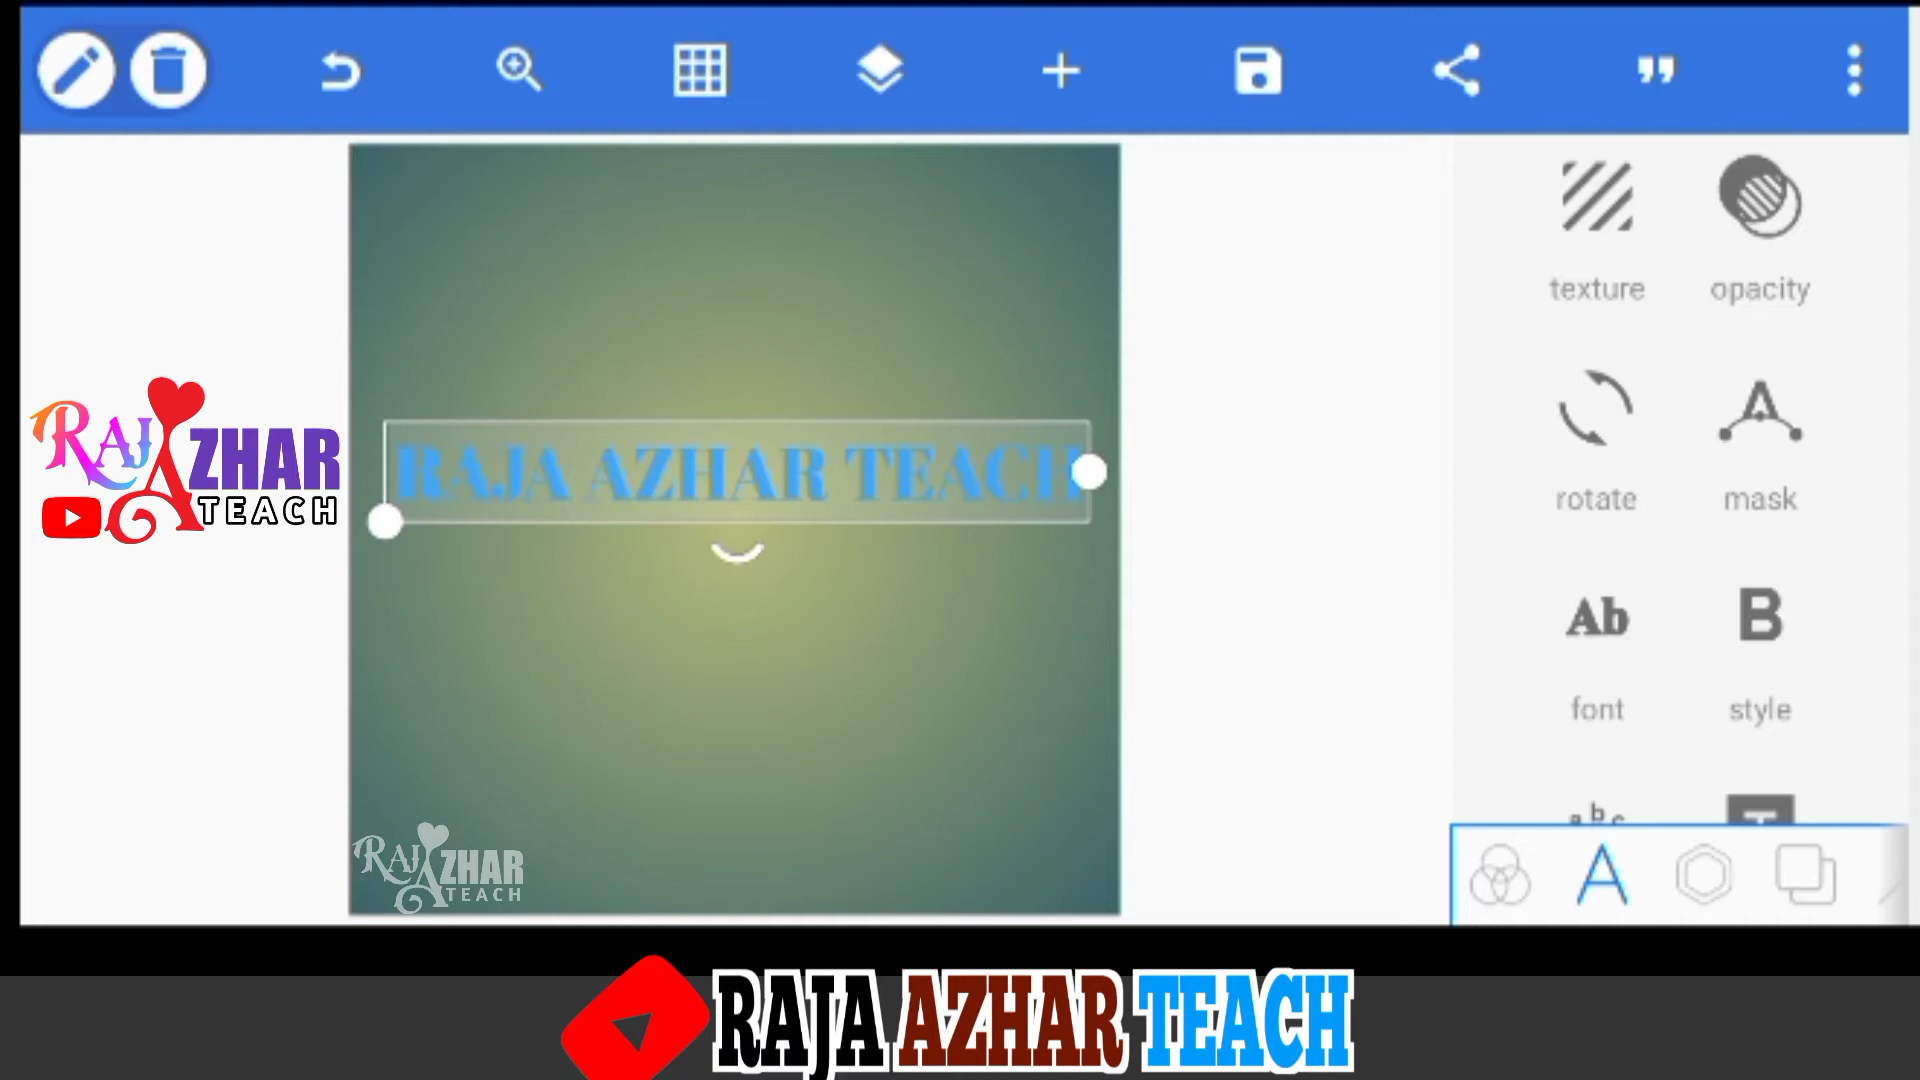 texture opacity
RAJ AZHAR
TEACH
RAJA AZHAR TEACH
rotate mask
Ab B
font style
abc T
RAJ AZHAR
TEACH
RAJA AZHAR TEACH